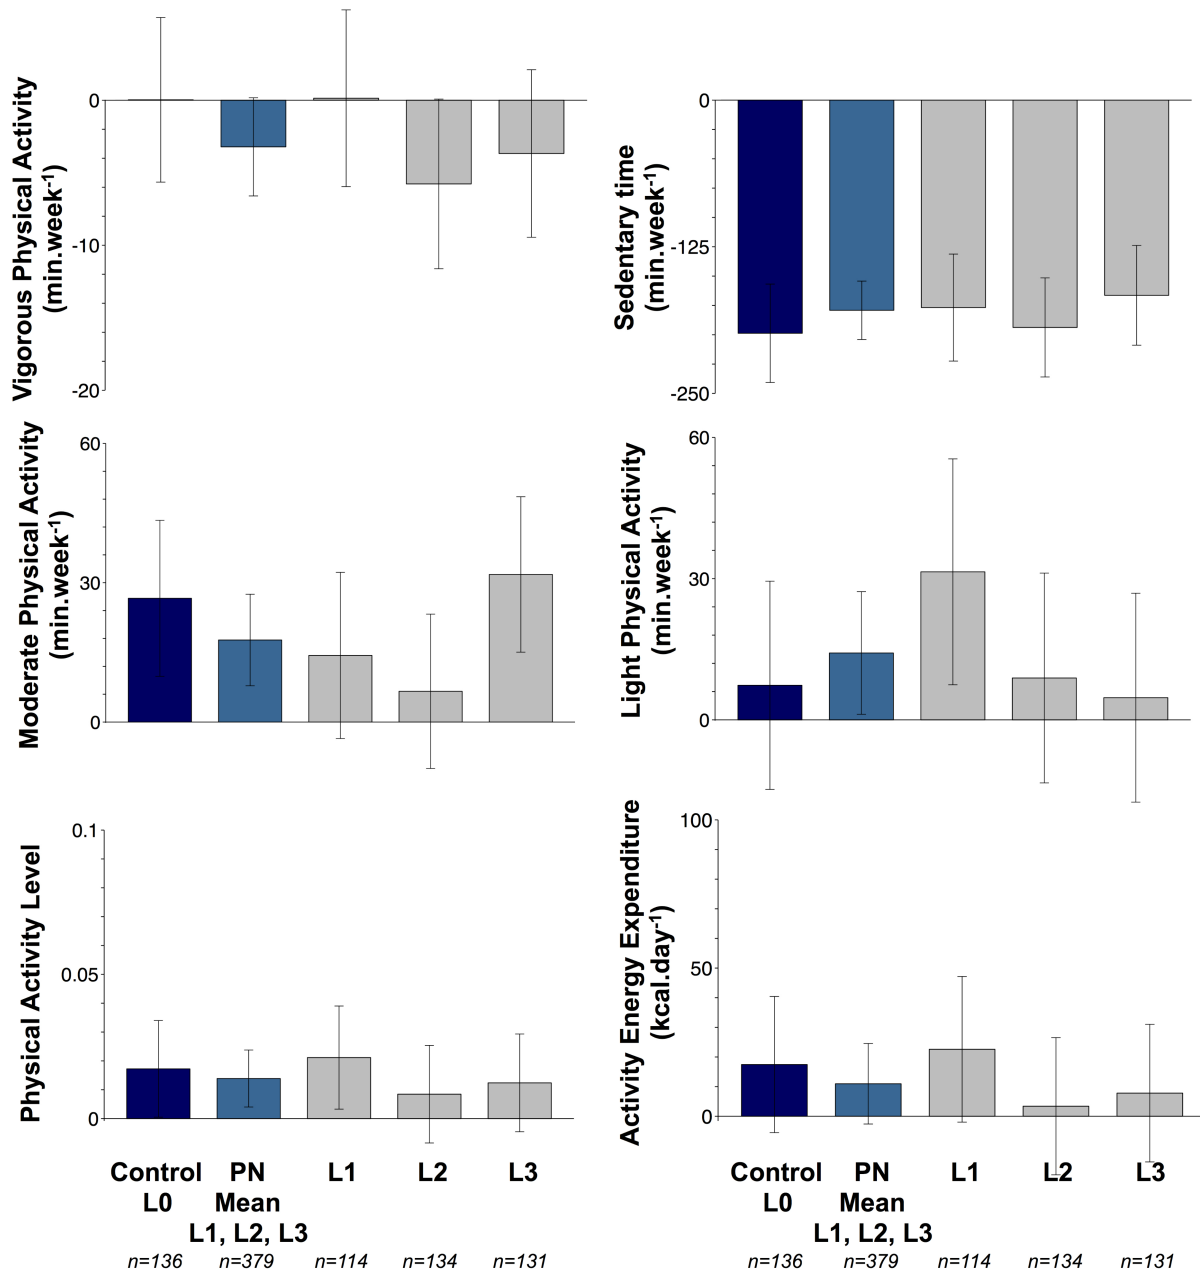 Vigorous Physical Activity
(min.week⁻¹)
0
-10
-20
Sedentary time
(min.week⁻¹)
0
-125
-250
Moderate Physical Activity
(min.week⁻¹)
60
30
0
Light Physical Activity
(min.week⁻¹)
60
30
0
Physical Activity Level
0.1
0.05
0
Activity Energy Expenditure
(kcal.day⁻¹)
100
50
0
Control
L0
PN
Mean
L1, L2, L3
L1
L2
L3
n=136
n=379
n=114
n=134
n=131
Control
L0
PN
Mean
L1, L2, L3
L1
L2
L3
n=136
n=379
n=114
n=134
n=131